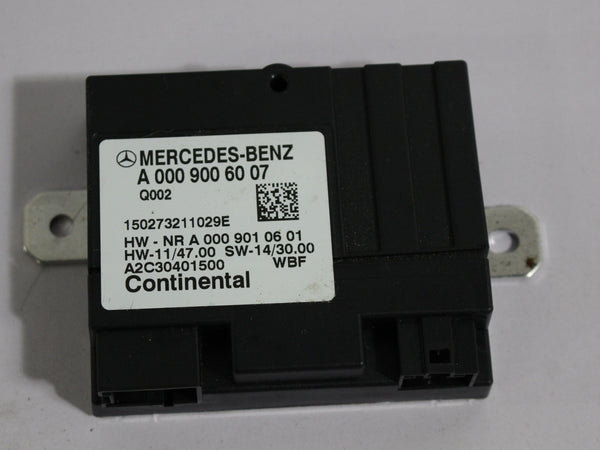 MERCEDES-BENZ
A 000 900 60 07
Q002
150273211029E
HW - NR A 000 901 06 01
HW-11/47.00 SW-14/30.00
A2C30401500 WBF
Continental